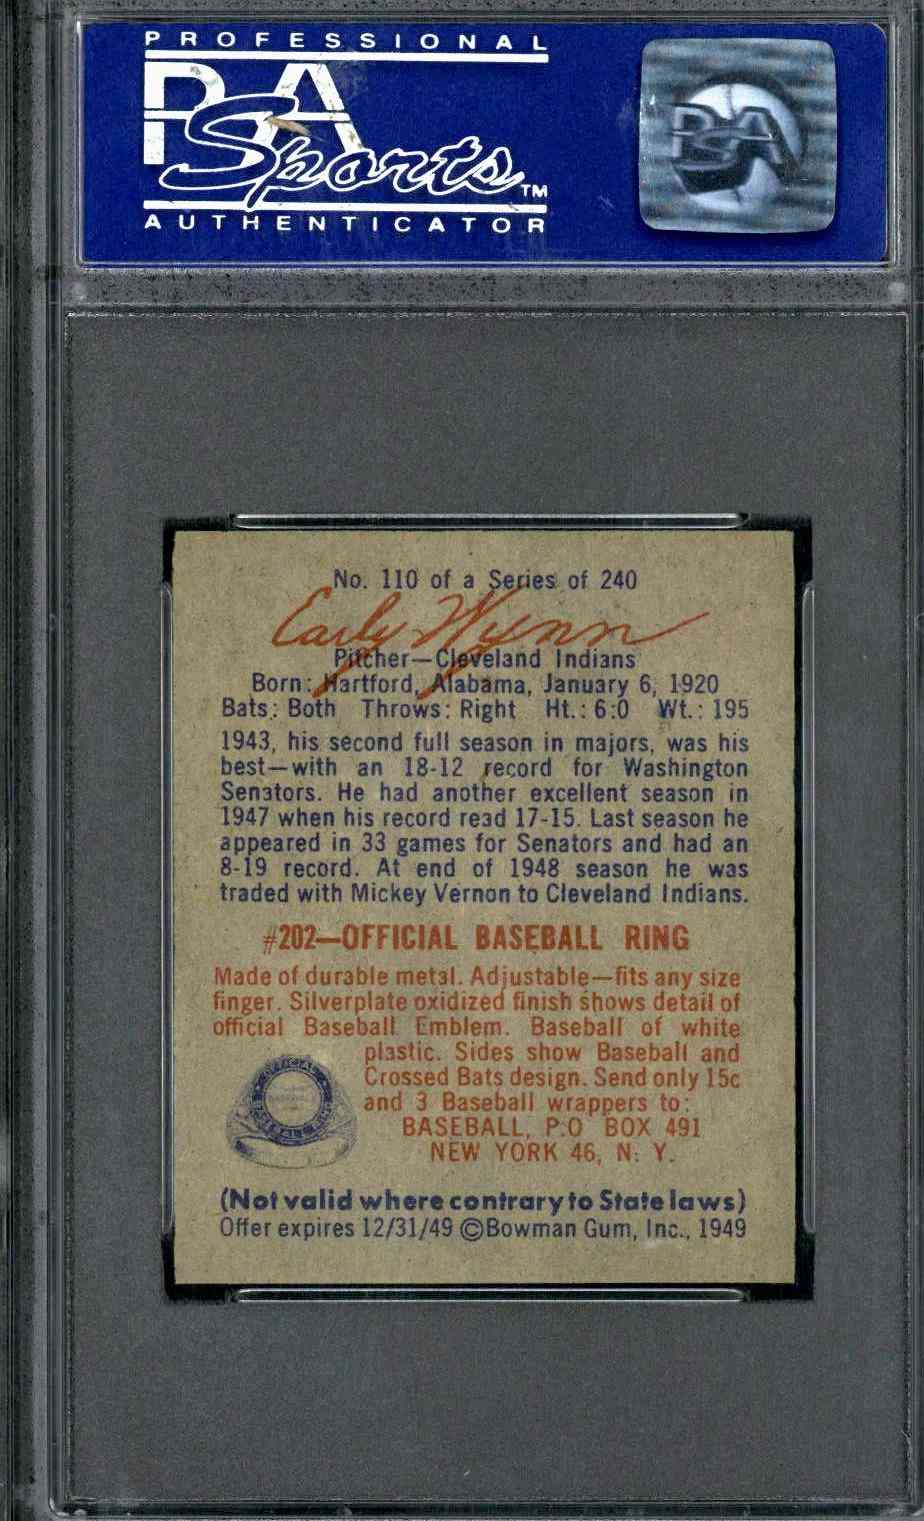 PROFESSIONAL
PSA
Sports™
AUTHENTICATOR
PSA
No. 110 of a Series of 240
Early Wynn
Pitcher—Cleveland Indians
Born: Hartford, Alabama, January 6, 1920
Bats: Both Throws: Right Ht.: 6:0 Wt.: 195
1943, his second full season in majors, was his
best—with an 18-12 record for Washington
Senators. He had another excellent season in
1947 when his record read 17-15. Last season he
appeared in 33 games for Senators and had an
8-19 record. At end of 1948 season he was
traded with Mickey Vernon to Cleveland Indians.
#202—OFFICIAL BASEBALL RING
Made of durable metal. Adjustable—fits any size
finger. Silverplate oxidized finish shows detail of
official Baseball Emblem. Baseball of white
plastic. Sides show Baseball and
Crossed Bats design. Send only 15c
and 3 Baseball wrappers to:
BASEBALL, P.O BOX 491
NEW YORK 46, N. Y.
OFFICIAL
BASEBALL RING
(Not valid where contrary to State laws)
Offer expires 12/31/49 ©Bowman Gum, Inc., 1949